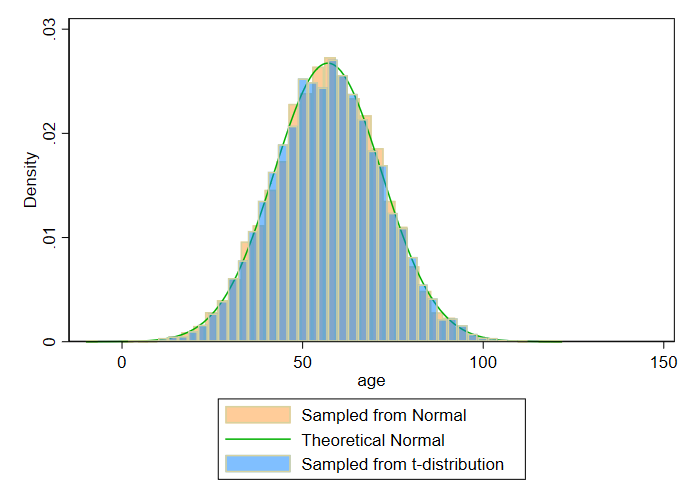 .03
.02
Density
.01
0
0 50 100 150
age
Sampled from Normal
Theoretical Normal
Sampled from t-distribution